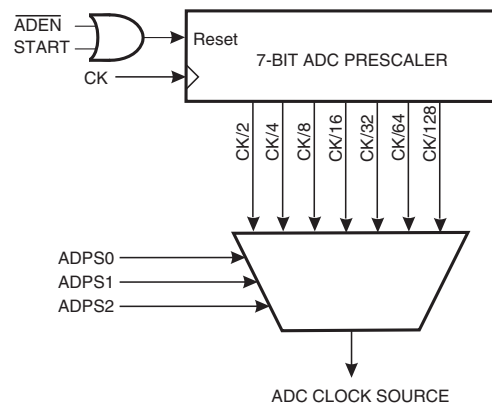 ADEN
START
Reset
7-BIT ADC PRESCALER
CK
CK/2
CK/4
CK/8
CK/16
CK/32
CK/64
CK/128
ADPS0
ADPS1
ADPS2
ADC CLOCK SOURCE